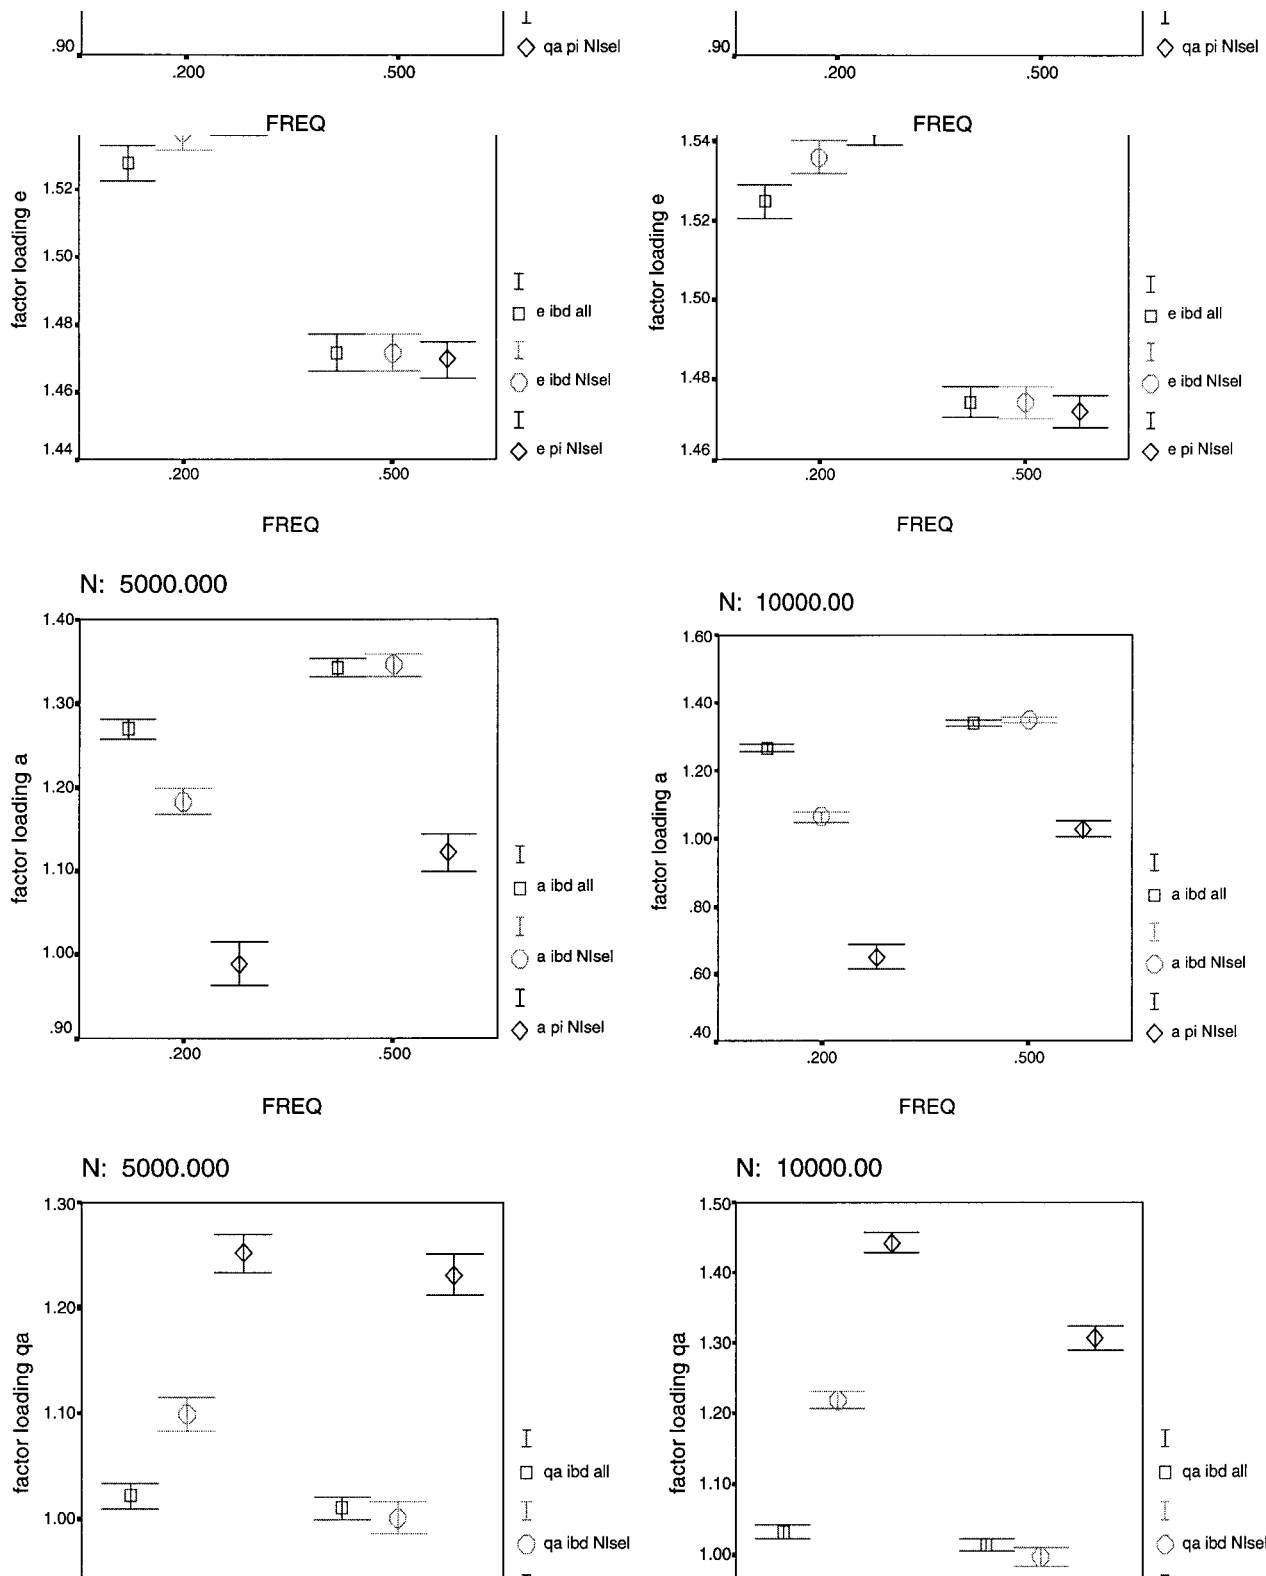 .90
.200
.500
FREQ
qa pi NIsel
.90
.200
.500
FREQ
qa pi NIsel
factor loading e
1.52
1.50
1.48
1.46
1.44
.200
.500
FREQ
e ibd all
e ibd NIsel
e pi NIsel
factor loading e
1.54
1.52
1.50
1.48
1.46
.200
.500
FREQ
e ibd all
e ibd NIsel
e pi NIsel
N: 5000.000
factor loading a
1.40
1.30
1.20
1.10
1.00
.90
.200
.500
FREQ
a ibd all
a ibd NIsel
a pi NIsel
N: 10000.00
factor loading a
1.60
1.40
1.20
1.00
.80
.60
.40
.200
.500
FREQ
a ibd all
a ibd NIsel
a pi NIsel
N: 5000.000
factor loading qa
1.30
1.20
1.10
1.00
qa ibd all
qa ibd NIsel
N: 10000.00
factor loading qa
1.50
1.40
1.30
1.20
1.10
1.00
qa ibd all
qa ibd NIsel